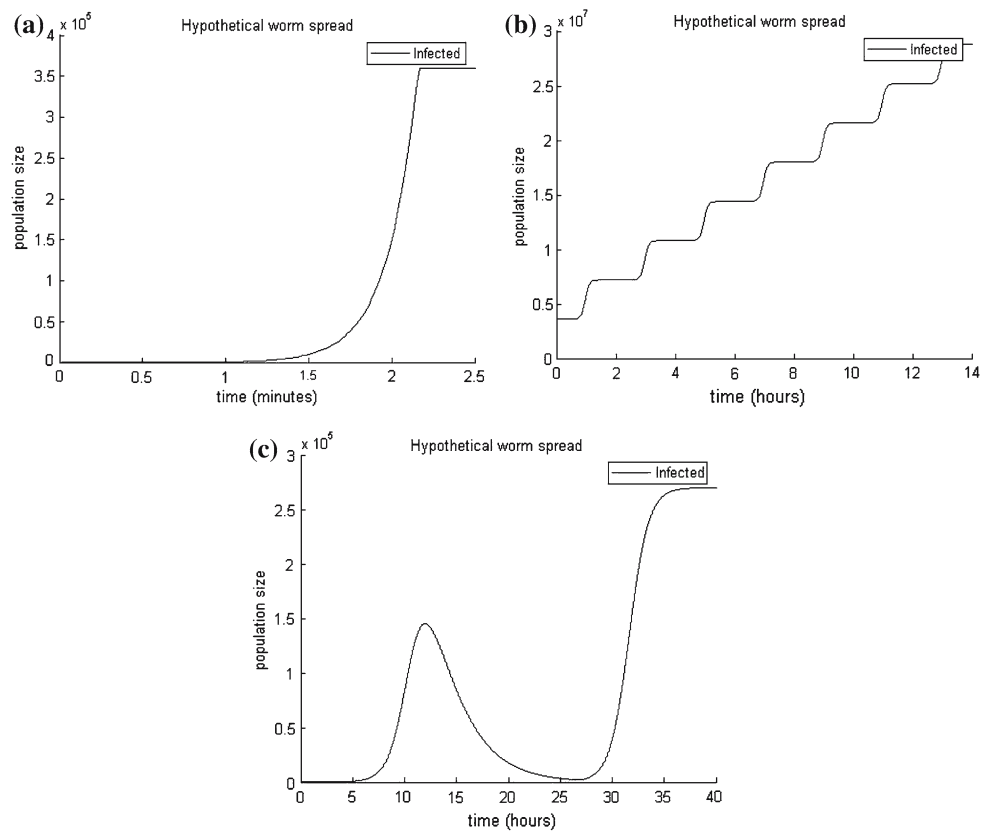 (a)
Hypothetical worm spread
x 10^5
Infected
4
3.5
3
2.5
2
1.5
1
0.5
0
population size
0 0.5 1 1.5 2 2.5
time (minutes)
(b)
Hypothetical worm spread
x 10^7
Infected
3
2.5
2
1.5
1
0.5
0
population size
0 2 4 6 8 10 12 14
time (hours)
(c)
Hypothetical worm spread
x 10^5
Infected
3
2.5
2
1.5
1
0.5
0
population size
0 5 10 15 20 25 30 35 40
time (hours)